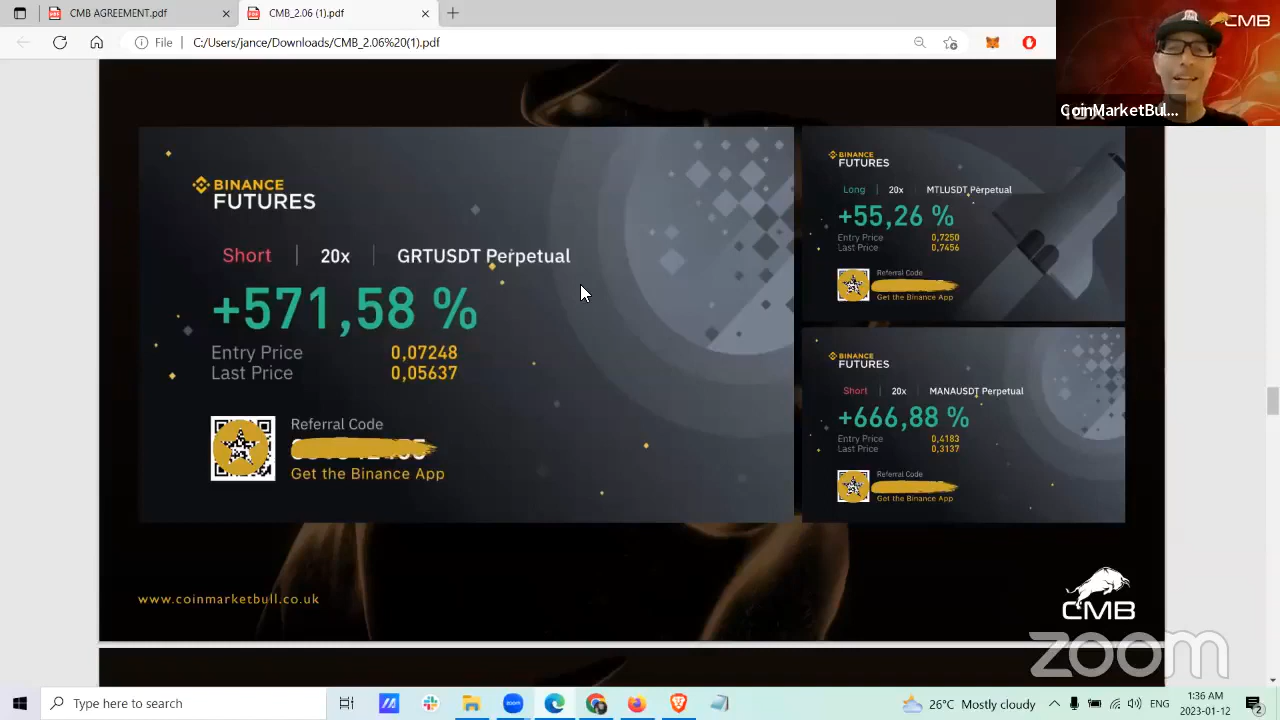 CMB AGREEMENT.pdf
CMB_2.06 (1).pdf
File
C:/Users/jance/Downloads/CMB_2.06%20(1).pdf
CMB
CoinMarketBul...
BINANCE
FUTURES
Short 20x GRTUSDT Perpetual
+571,58 %
Entry Price 0,07248
Last Price 0,05637
Referral Code
Get the Binance App
BINANCE
FUTURES
Long 20x MTLUSDT Perpetual
+55,26 %
Entry Price 0,7250
Last Price 0,7456
Referral Code
Get the Binance App
BINANCE
FUTURES
Short 20x MANAUSDT Perpetual
+666,88 %
Entry Price 0,4183
Last Price 0,3137
Referral Code
Get the Binance App
www.coinmarketbull.co.uk
CMB
zoom
Type here to search
zoom
26°C Mostly cloudy
1:36 AM
2023-01-12
2